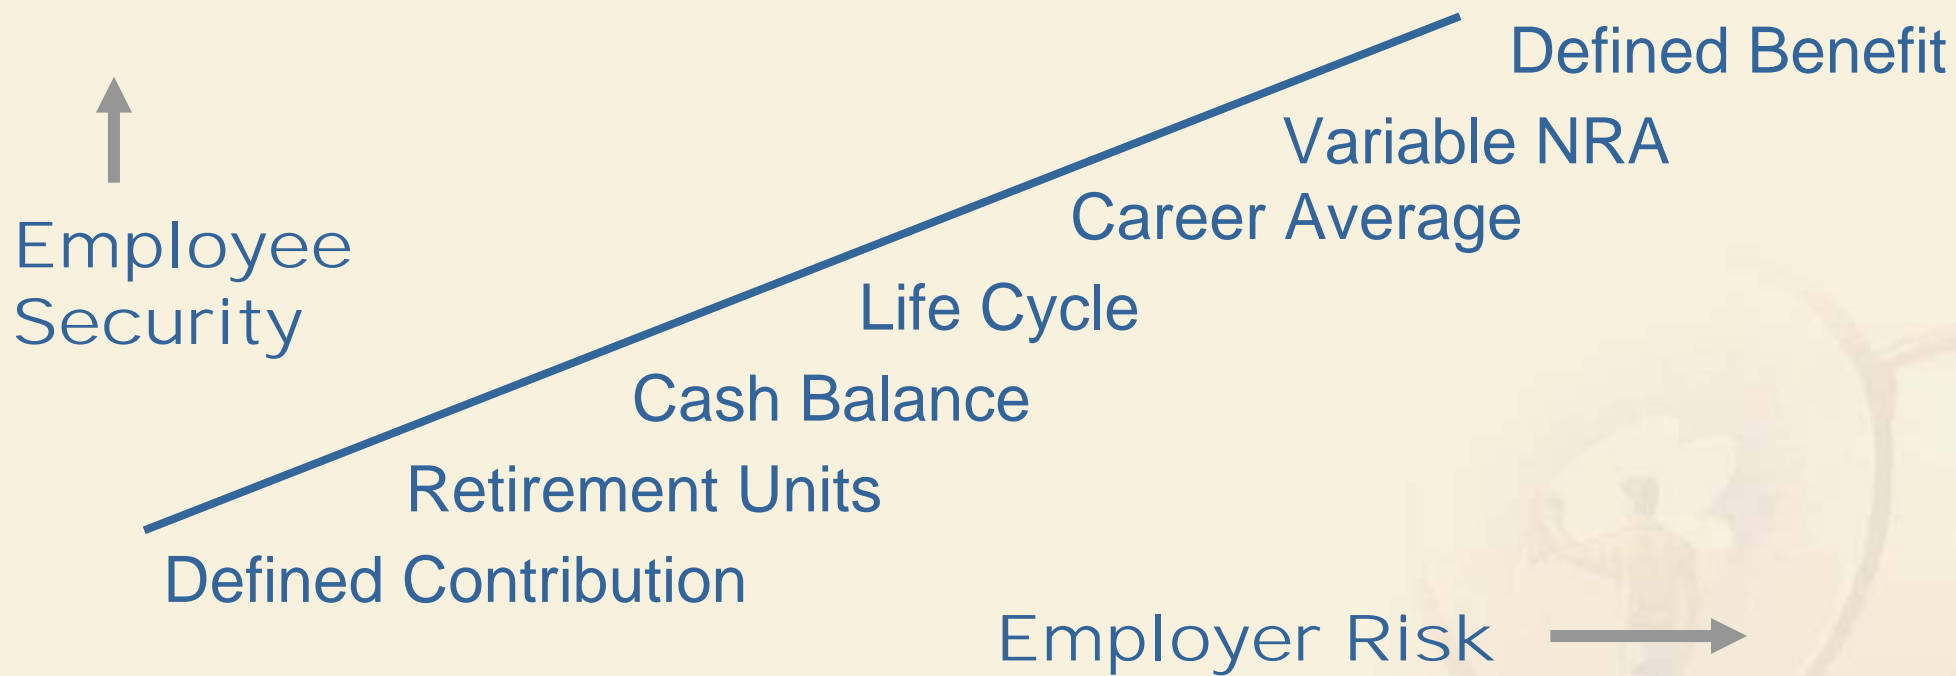 Defined Benefit
Variable NRA
Career Average
Employee
Security
Life Cycle
Cash Balance
Retirement Units
Defined Contribution
Employer Risk